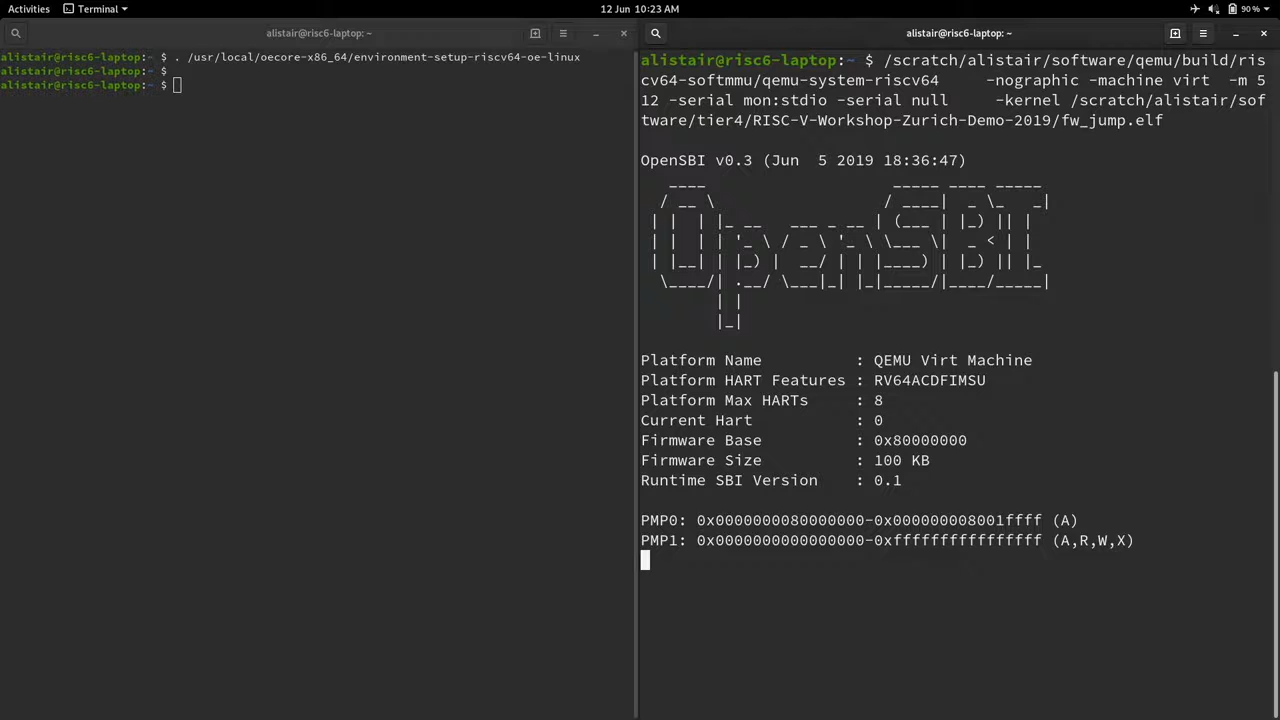 Activities Terminal 12 Jun 10:23 AM 90 %
alistair@risc6-laptop: ~
alistair@risc6-laptop:~ $ . /usr/local/oecore-x86_64/environment-setup-riscv64-oe-linux
alistair@risc6-laptop:~ $
alistair@risc6-laptop:~ $
alistair@risc6-laptop: ~
alistair@risc6-laptop:~ $ /scratch/alistair/software/qemu/build/ris
cv64-softmmu/qemu-system-riscv64     -nographic -machine virt  -m 5
12 -serial mon:stdio -serial null     -kernel /scratch/alistair/sof
tware/tier4/RISC-V-Workshop-Zurich-Demo-2019/fw_jump.elf
OpenSBI v0.3 (Jun  5 2019 18:36:47)
OpenSBI
Platform Name          : QEMU Virt Machine
Platform HART Features : RV64ACDFIMSU
Platform Max HARTs     : 8
Current Hart           : 0
Firmware Base          : 0x80000000
Firmware Size          : 100 KB
Runtime SBI Version    : 0.1
PMP0: 0x0000000080000000-0x000000008001ffff (A)
PMP1: 0x0000000000000000-0xffffffffffffffff (A,R,W,X)